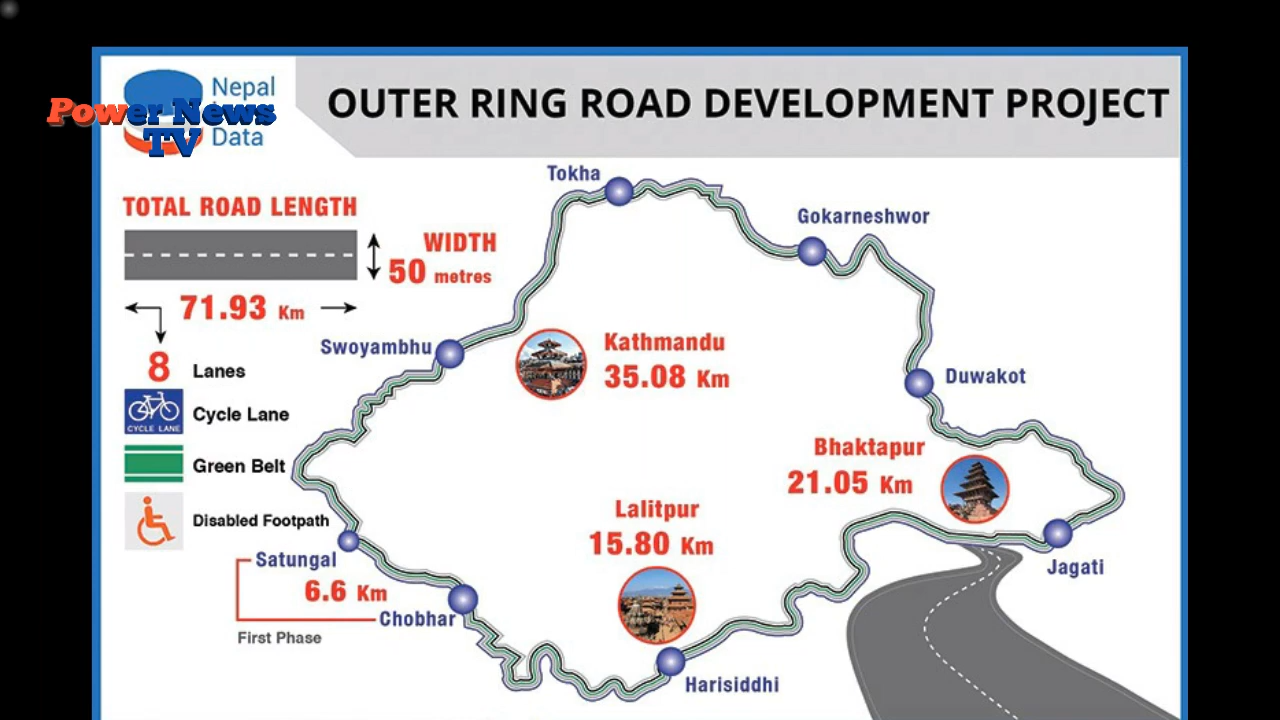 Nepal
Power News
TV
Data
OUTER RING ROAD DEVELOPMENT PROJECT
TOTAL ROAD LENGTH
WIDTH
50 metres
71.93 Km
8 Lanes
CYCLE LANE
Cycle Lane
Green Belt
Disabled Footpath
Tokha
Gokarneshwor
Swoyambhu
Kathmandu
35.08 Km
Duwakot
Bhaktapur
21.05 Km
Lalitpur
15.80 Km
Jagati
Satungal
6.6 Km
Chobhar
First Phase
Harisiddhi